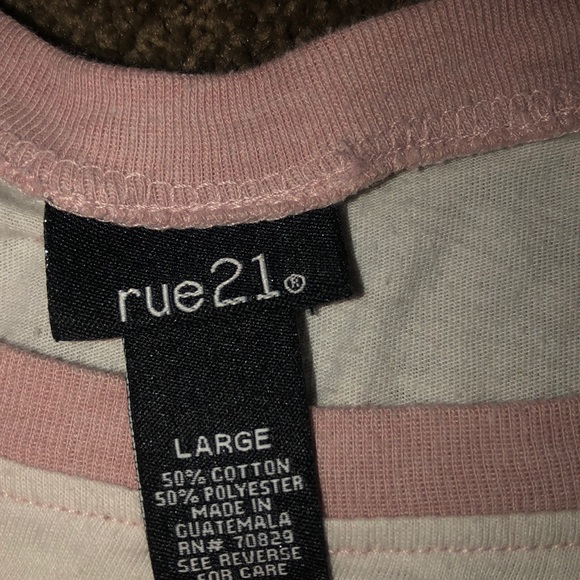 rue21®
LARGE
50% COTTON
50% POLYESTER
MADE IN
GUATEMALA
RN# 70829
SEE REVERSE
FOR CARE